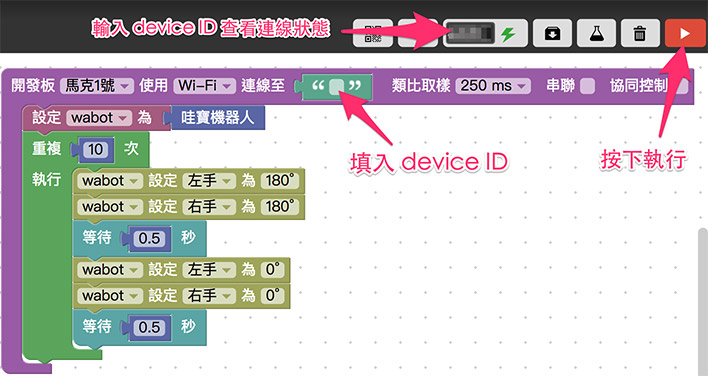 輸入 device ID 查看連線狀態
開發板 馬克1號 使用 Wi-Fi 連線至 “ ” 類比取樣 250 ms 串聯 協同控制
設定 wabot 為 哇寶機器人
重複 10 次
填入 device ID
按下執行
執行 wabot 設定 左手 為 180°
wabot 設定 右手 為 180°
等待 0.5 秒
wabot 設定 左手 為 0°
wabot 設定 右手 為 0°
等待 0.5 秒